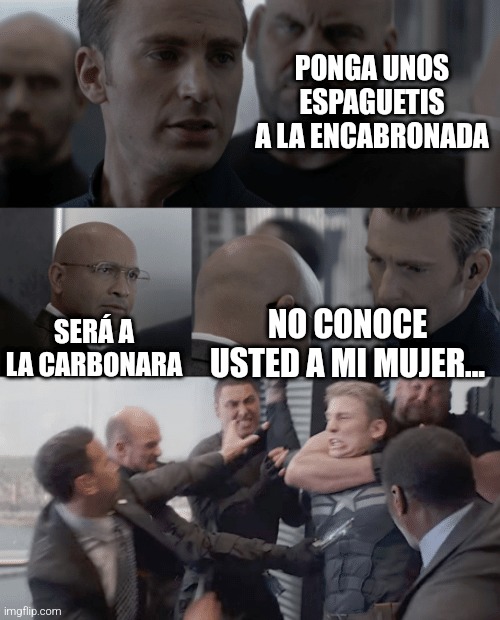 PONGA UNOS
ESPAGUETIS
A LA ENCABRONADA
SERÁ A
LA CARBONARA
NO CONOCE
USTED A MI MUJER...
imgflip.com